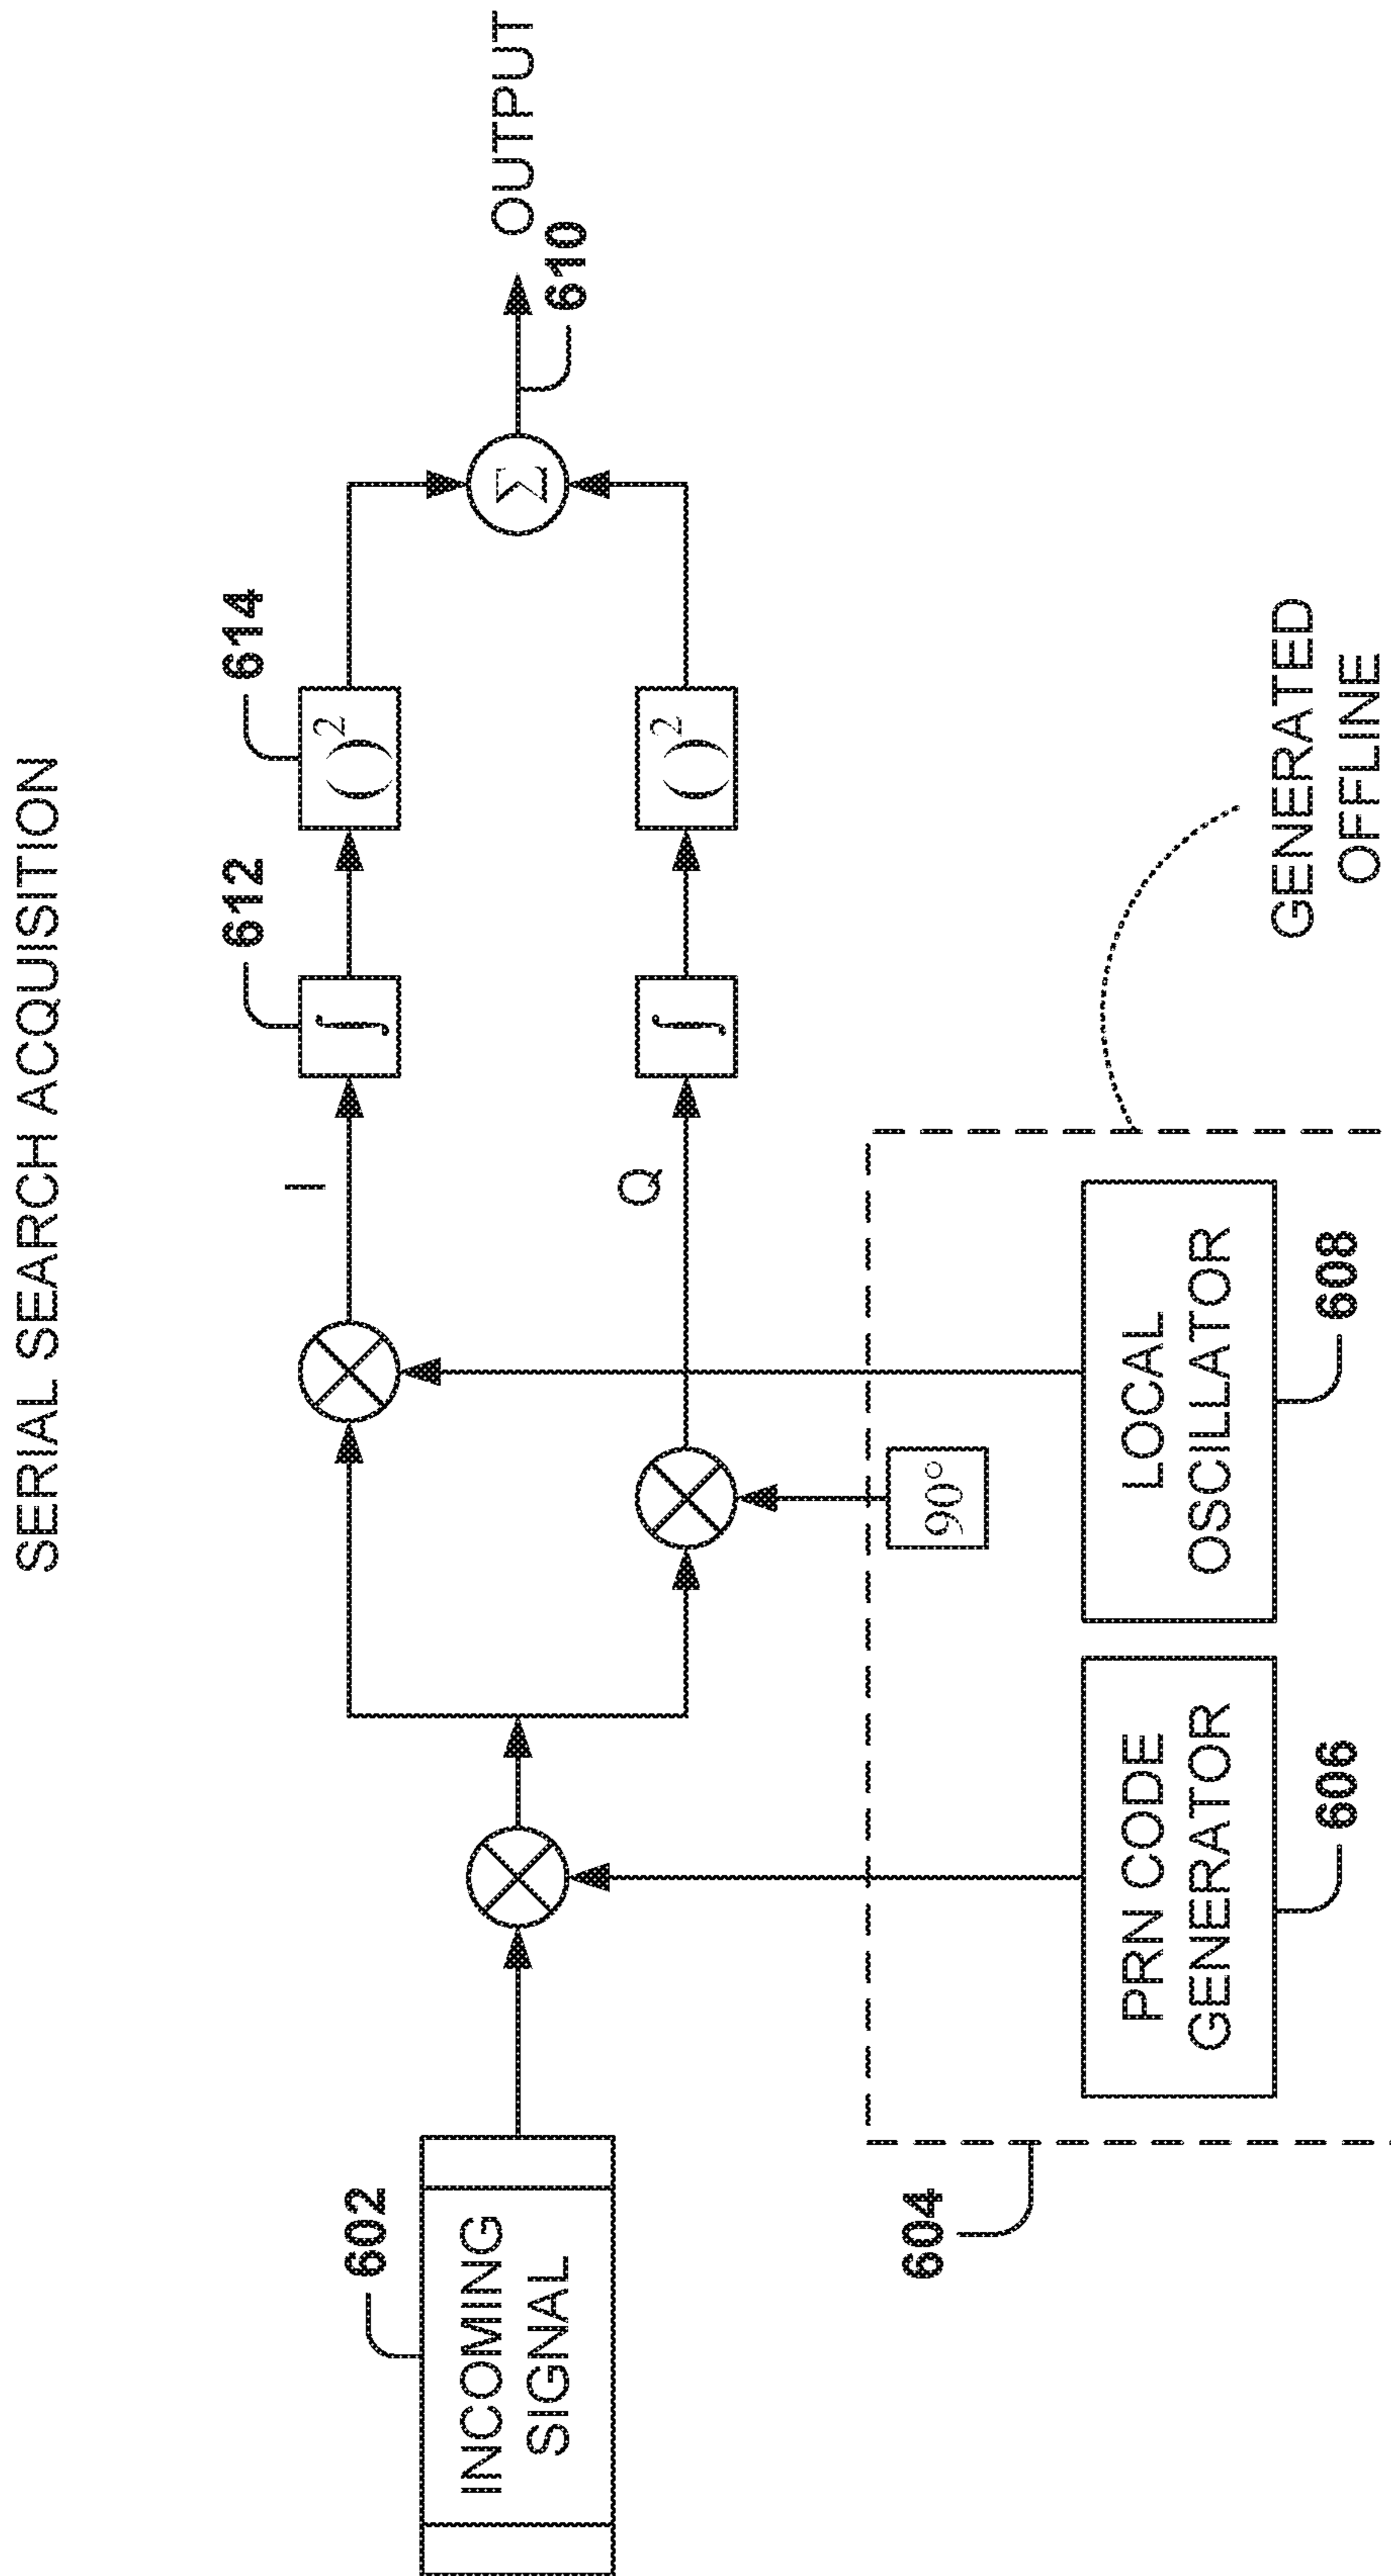 SERIAL SEARCH ACQUISITION
602
INCOMING
SIGNAL
I
Q
612
∫
∫
614
()²
()²
Σ
610
OUTPUT
604
90°
PRN CODE
GENERATOR
606
LOCAL
OSCILLATOR
608
GENERATED
OFFLINE